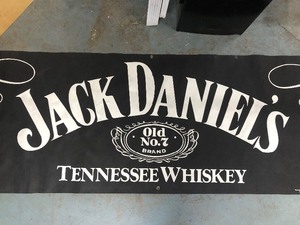 JACK DANIEL'S
Old
No.7
BRAND
TENNESSEE WHISKEY